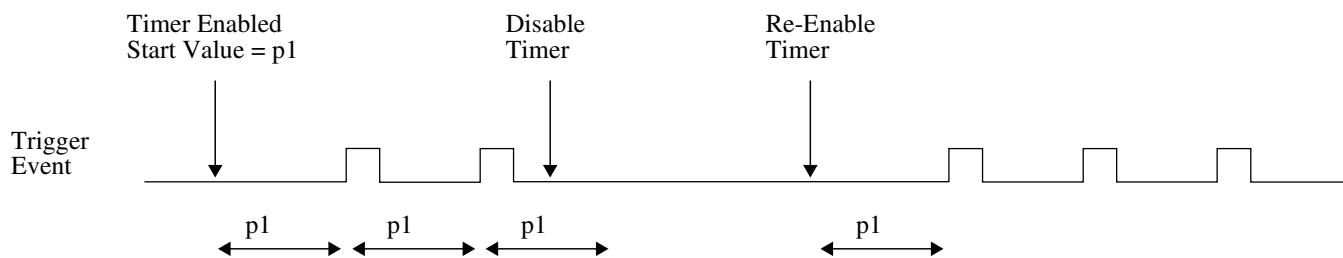 Timer Enabled
Start Value = p1
Disable
Timer
Re-Enable
Timer
Trigger
Event
p1
p1
p1
p1